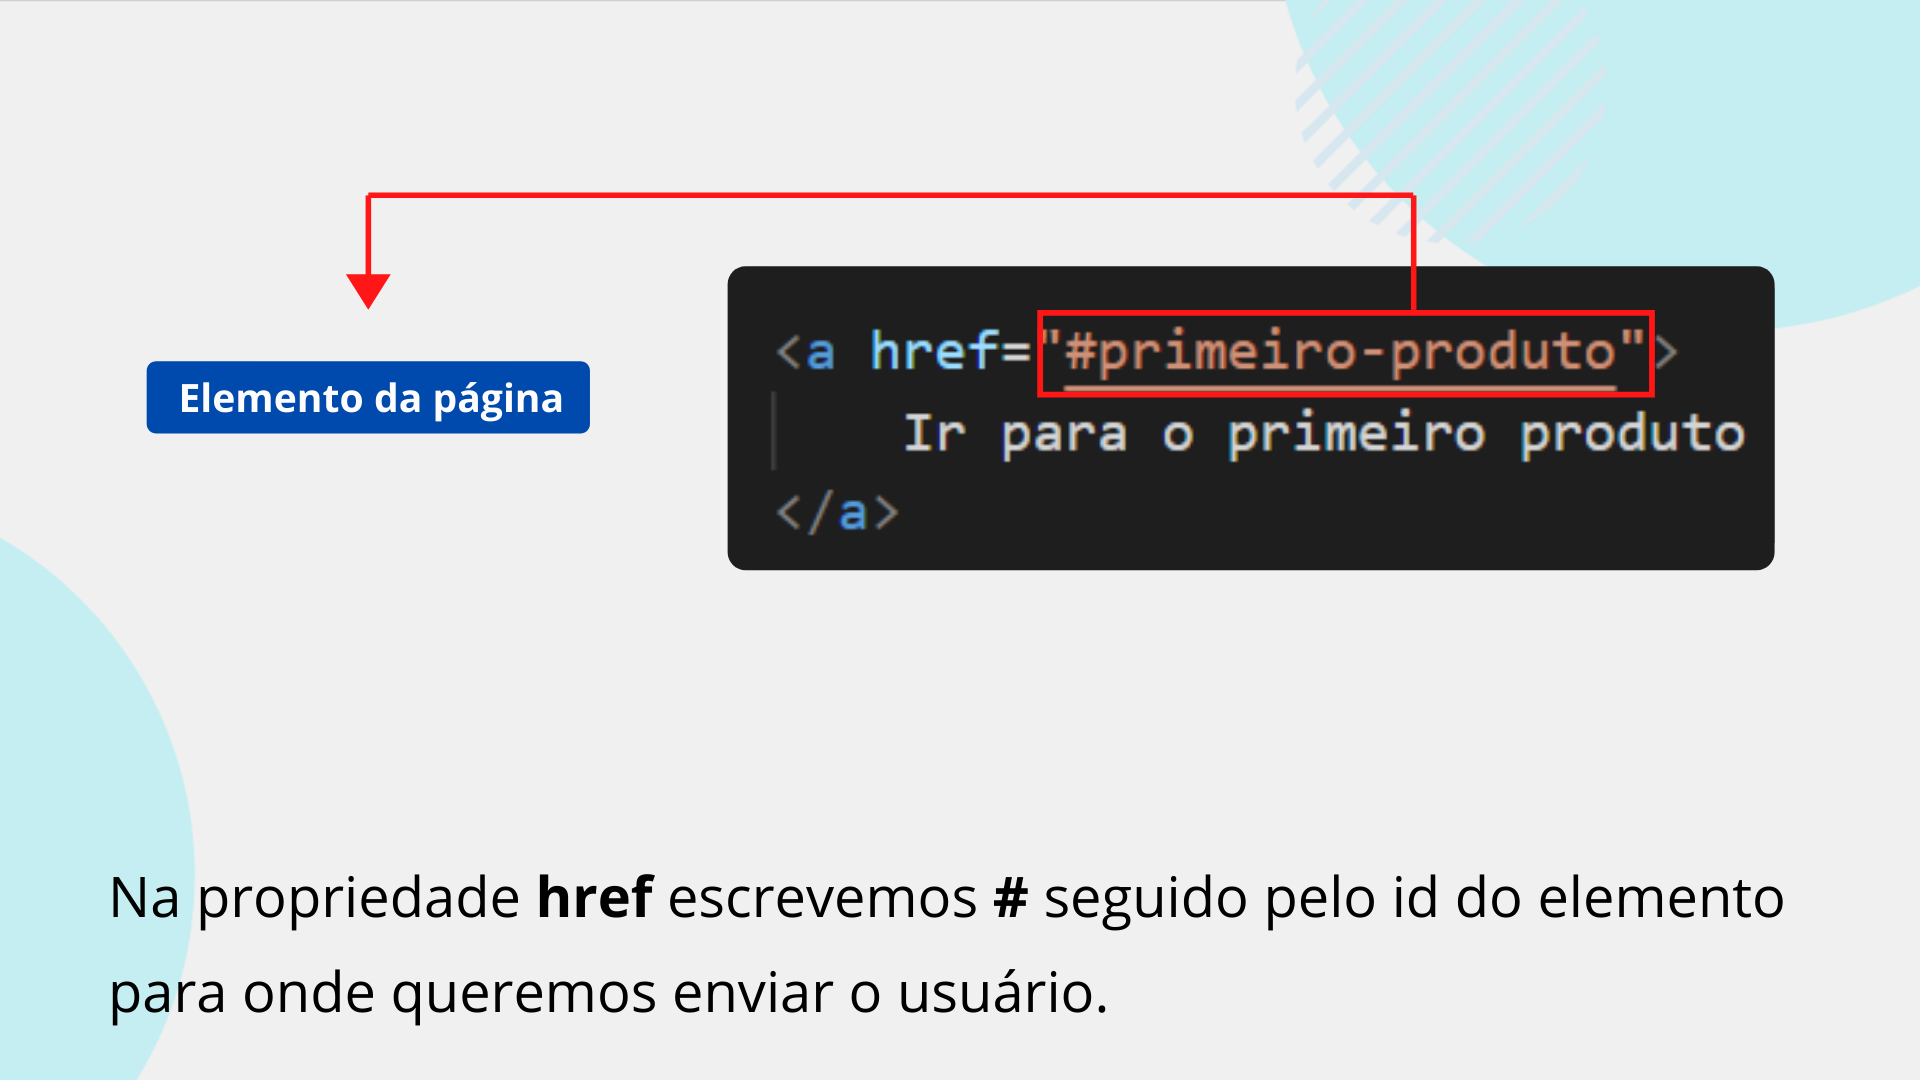 Elemento da página
<a href="#primeiro-produto">
Ir para o primeiro produto
</a>
Na propriedade href escrevemos # seguido pelo id do elemento
para onde queremos enviar o usuário.